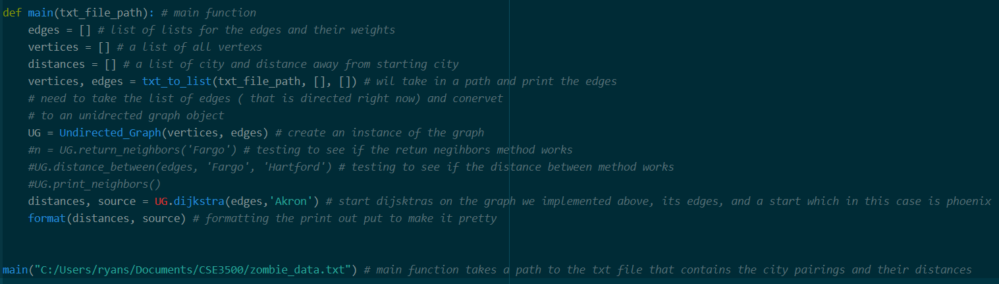 def main(txt_file_path): # main function
    edges = [] # list of lists for the edges and their weights
    vertices = [] # a list of all vertexs
    distances = [] # a list of city and distance away from starting city
    vertices, edges = txt_to_list(txt_file_path, [], []) # wil take in a path and print the edges
    # need to take the list of edges ( that is directed right now) and conervet
    # to an unidrected graph object
    UG = Undirected_Graph(vertices, edges) # create an instance of the graph
    #n = UG.return_neighbors('Fargo') # testing to see if the retun negihbors method works
    #UG.distance_between(edges, 'Fargo', 'Hartford') # testing to see if the distance between method works
    #UG.print_neighbors()
    distances, source = UG.dijkstra(edges,'Akron') # start dijsktras on the graph we implemented above, its edges, and a start which in this case is phoenix
    format(distances, source) # formatting the print out put to make it pretty
main("C:/Users/ryans/Documents/CSE3500/zombie_data.txt") # main function takes a path to the txt file that contains the city pairings and their distances